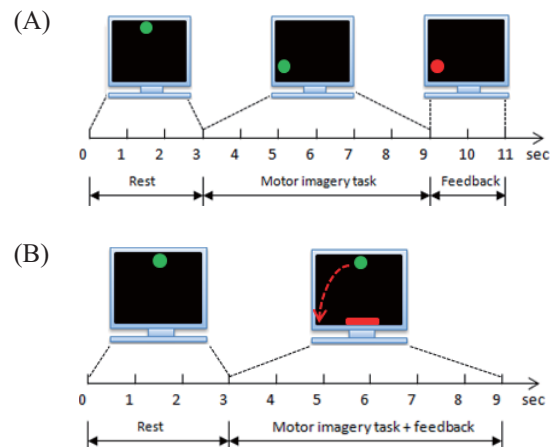 (A)
0 1 2 3 4 5 6 7 8 9 10 11 sec
Rest Motor imagery task Feedback
(B)
0 1 2 3 4 5 6 7 8 9 sec
Rest Motor imagery task + feedback